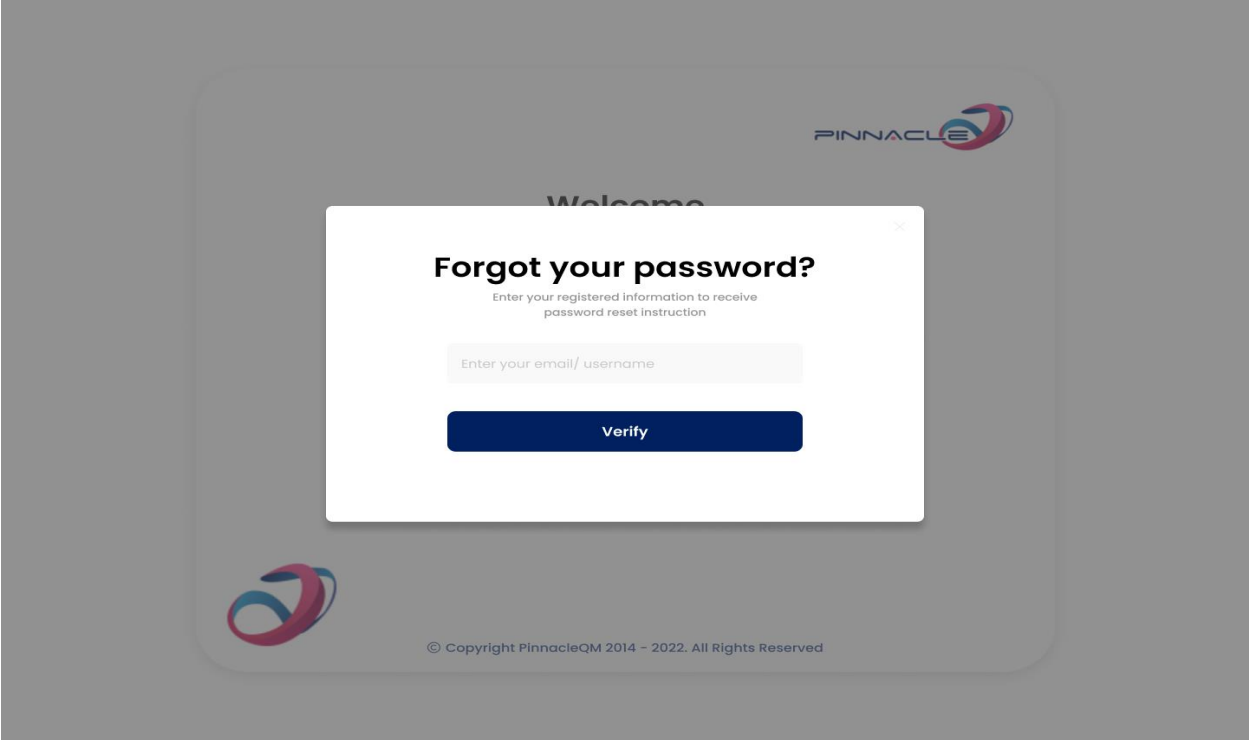 PINNACLE
Welcome
Forgot your password?
Enter your registered information to receive
password reset instruction
Enter your email/ username
Verify
© Copyright PinnacleQM 2014 - 2022. All Rights Reserved